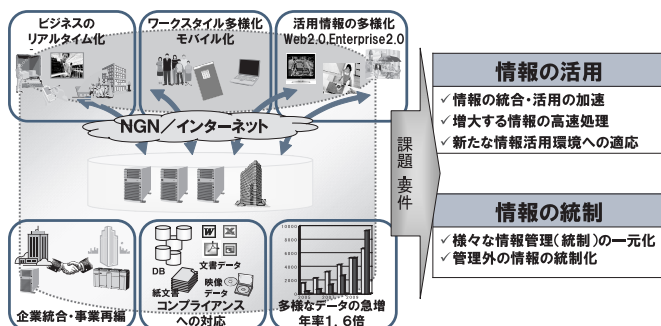 ビジネスの
リアルタイム化
ワークスタイル多様化
モバイル化
活用情報の多様化
Web2.0,Enterprise2.0
NGN／インターネット
課題・要件
情報の活用
✓情報の統合・活用の加速
✓増大する情報の高速処理
✓新たな情報活用環境への適応
情報の統制
✓様々な情報管理(統制)の一元化
✓管理外の情報の統制化
企業統合・事業再編
DB
文書データ
紙文書
映像
データ
コンプライアンス
への対応
10000
8000
6000
4000
2000
0
多様なデータの急増
年率1．6倍